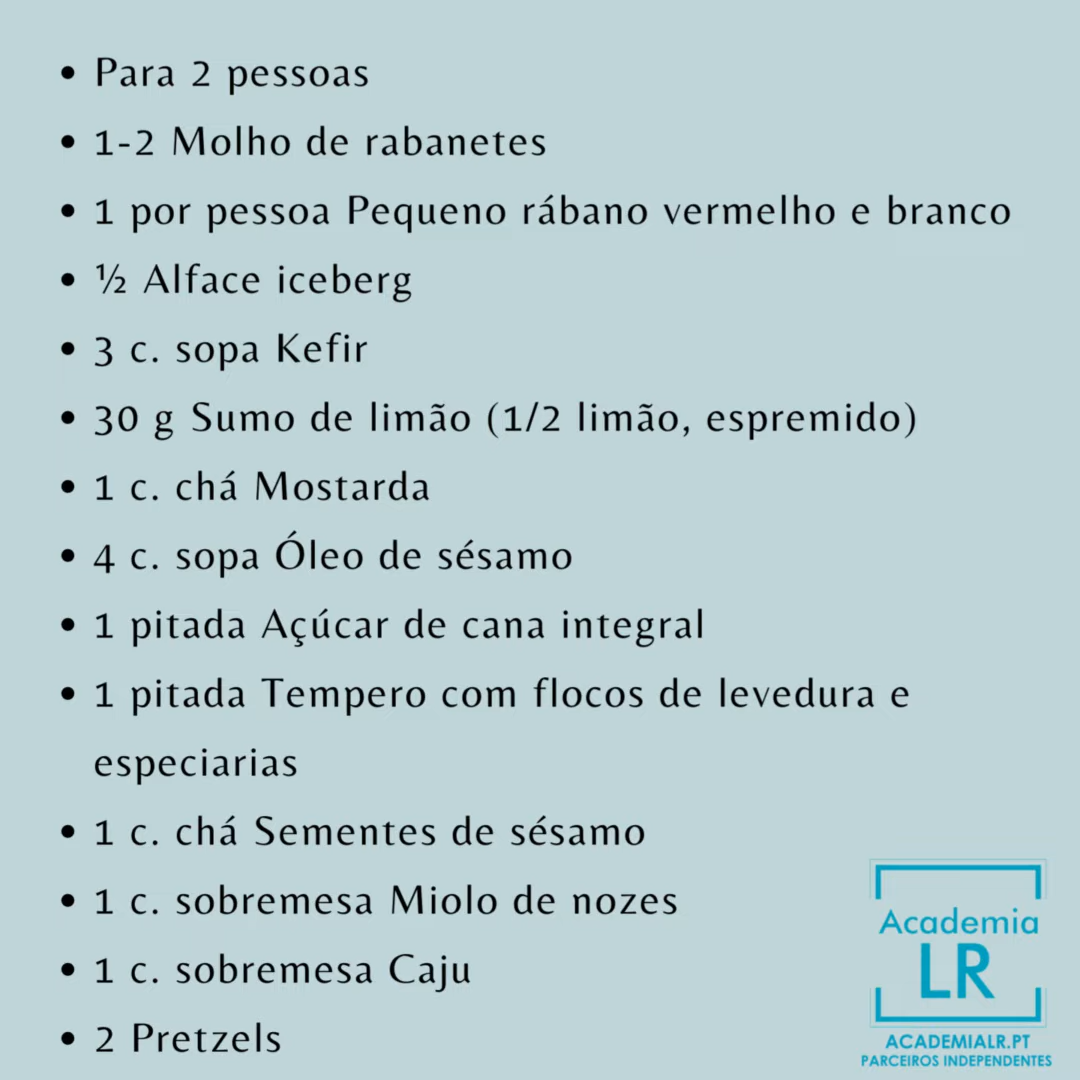 • Para 2 pessoas
• 1-2 Molho de rabanetes
• 1 por pessoa Pequeno rábano vermelho e branco
• ½ Alface iceberg
• 3 c. sopa Kefir
• 30 g Sumo de limão (1/2 limão, espremido)
• 1 c. chá Mostarda
• 4 c. sopa Óleo de sésamo
• 1 pitada Açúcar de cana integral
• 1 pitada Tempero com flocos de levedura e
especiarias
• 1 c. chá Sementes de sésamo
• 1 c. sobremesa Miolo de nozes
• 1 c. sobremesa Caju
• 2 Pretzels
Academia
LR
ACADEMIALR.PT
PARCEIROS INDEPENDENTES